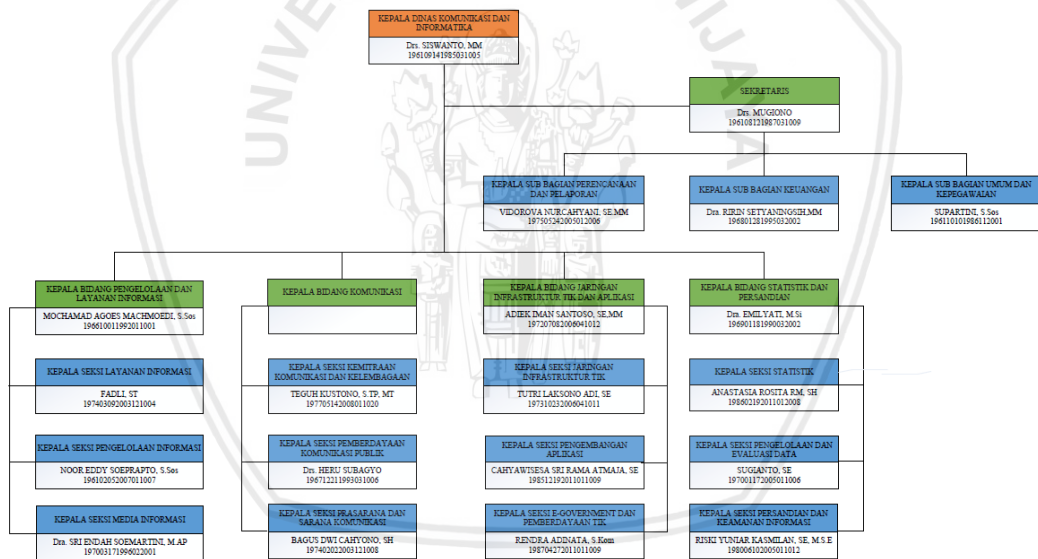 UNIVE
WIJAYA
KEPALA DINAS KOMUNIKASI DAN
INFORMATIKA
Drs. SISWANTO, MM
196109141985031005
SEKRETARIS
Drs. MUGIONO
196108121987031009
KEPALA SUB BAGIAN PERENCANAAN
DAN PELAPORAN
VIDOROVA NURCAHYANI, SE.MM
197505242005012006
KEPALA SUB BAGIAN KEUANGAN
Dra. RIRIN SETYANINGSIH,MM
196801281995032002
KEPALA SUB BAGIAN UMUM DAN
KEPEGAWAIAN
SUPARTINI, S.Sos
196110101986112001
KEPALA BIDANG PENGELOLAAN DAN
LAYANAN INFORMASI
MOCHAMAD AGOES MACHMOEDI, S.Sos
196610011992011001
KEPALA SEKSI LAYANAN INFORMASI
FADLI, ST
197403092003121004
KEPALA SEKSI PENGELOLAAN INFORMASI
NOOR EDDY SOEPRAPTO, S.Sos
196102052007011007
KEPALA SEKSI MEDIA INFORMASI
Dra. SRI ENDAH SOEMARTINI, M.AP
197003171996022001
KEPALA BIDANG KOMUNIKASI
KEPALA SEKSI KEMITRAAN
KOMUNIKASI DAN KELEMBAGAAN
TEGUH KUSTONO, S.TP, MT
197705142008011020
KEPALA SEKSI PEMBERDAYAAN
KOMUNIKASI PUBLIK
Drs. HERU SUBAGYO
196712211993031006
KEPALA SEKSI PRASARANA DAN
SARANA KOMUNIKASI
BAGUS DWI CAHYONO, SH
197402022003121008
KEPALA BIDANG JARINGAN
INFRASTRUKTUR TIK DAN APLIKASI
ADIEK IMAN SANTOSO, SE,MM
197207082006041012
KEPALA SEKSI JARINGAN
INFRASTRUKTUR TIK
TUTRI LAKSONO ADI, SE
197310232006041011
KEPALA SEKSI PENGEMBANGAN
APLIKASI
CAHYAWISESA SRI RAMA ATMAJA, SE
198512192011011009
KEPALA SEKSI E-GOVERNMENT DAN
PEMBERDAYAAN TIK
RENDRA ADINATA, S.Kom
198704272011011009
KEPALA BIDANG STATISTIK DAN
PERSANDIAN
Dra. EMILYATI, M.Si
196901181990032002
KEPALA SEKSI STATISTIK
ANASTASIA ROSITA RM, SH
198602192011012008
KEPALA SEKSI PENGELOLAAN DAN
EVALUASI DATA
SUGIANTO, SE
197001172005011006
KEPALA SEKSI PERSANDIAN DAN
KEAMANAN INFORMASI
RISKI YUNIAR KASMILAN, SE, M.S.E
198006102005011012